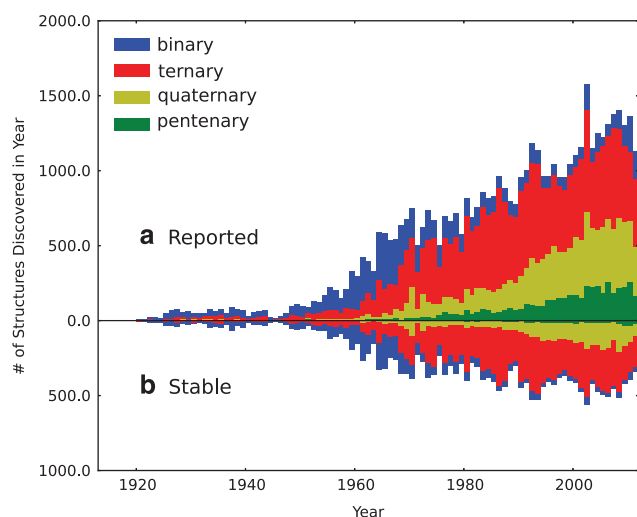 2000.0
binary
ternary
quaternary
pentenary
1500.0
1000.0
a Reported
500.0
0.0
b Stable
500.0
1000.0
# of Structures Discovered in Year
1920 1940 1960 1980 2000
Year